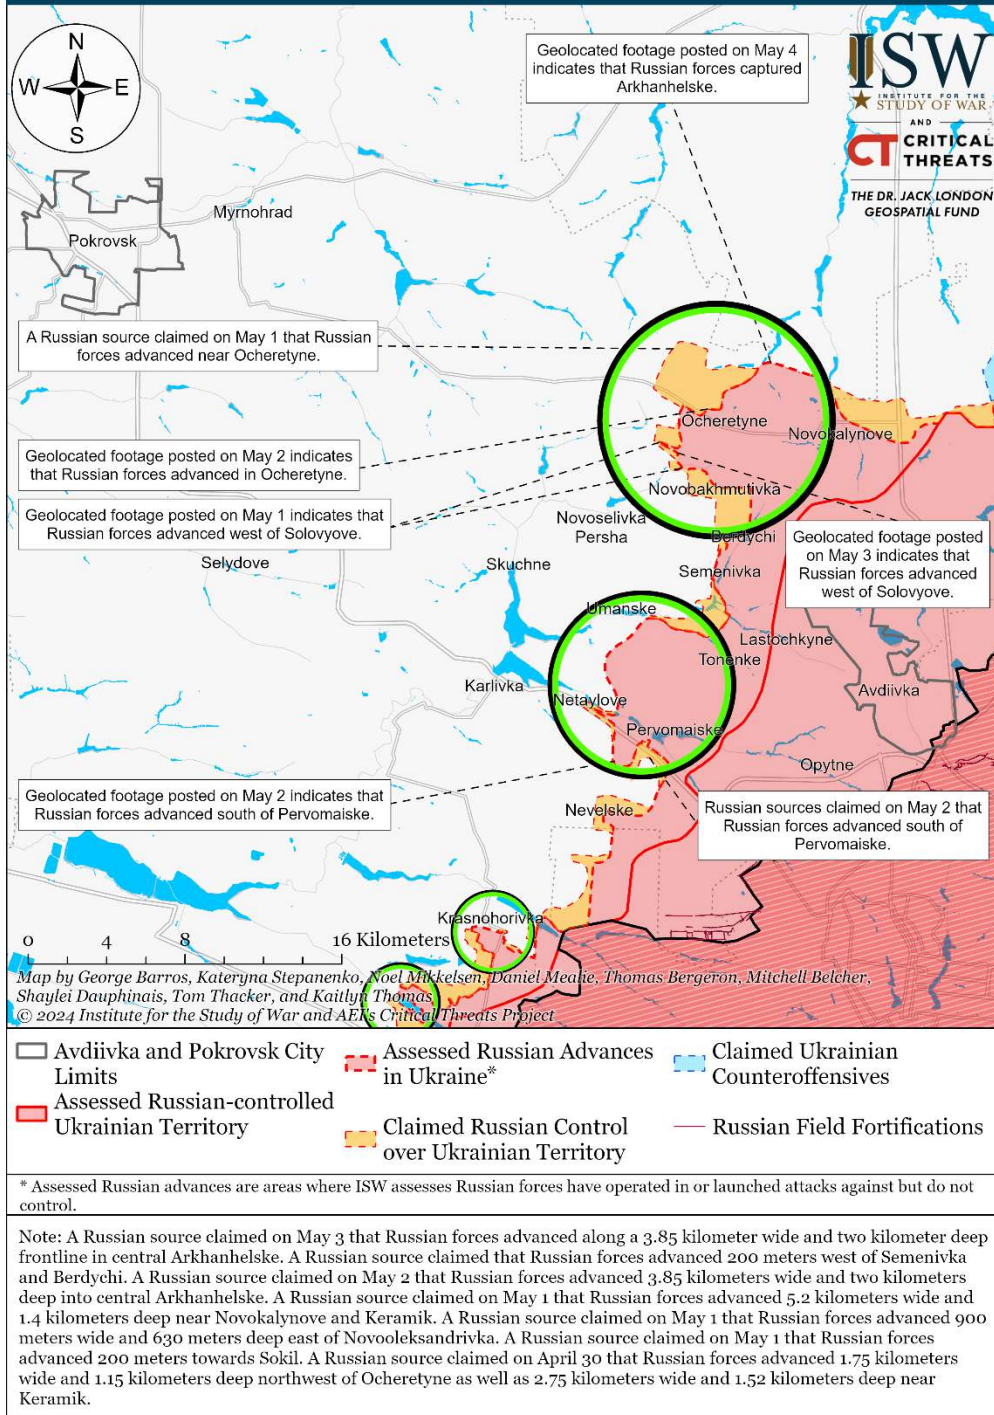 N
W E
S
Geolocated footage posted on May 4
indicates that Russian forces captured
Arkhanhelske.
ISW
INSTITUTE FOR THE
STUDY OF WAR
AND
CT CRITICAL
THREATS
THE DR. JACK LONDON
GEOSPATIAL FUND
Myrnohrad
Pokrovsk
A Russian source claimed on May 1 that Russian
forces advanced near Ocheretyne.
Ocheretyne
Novokalynove
Geolocated footage posted on May 2 indicates
that Russian forces advanced in Ocheretyne.
Novobakhmutivka
Geolocated footage posted on May 1 indicates that
Russian forces advanced west of Solovyove.
Novoselivka
Persha
Berdychi
Geolocated footage posted
on May 3 indicates that
Russian forces advanced
west of Solovyove.
Selydove
Skuchne
Semenivka
Umanske
Lastochkyne
Tonenke
Karlivka
Avdiivka
Netaylove
Pervomaiske
Opytne
Geolocated footage posted on May 2 indicates that
Russian forces advanced south of Pervomaiske.
Nevelske
Russian sources claimed on May 2 that
Russian forces advanced south of
Pervomaiske.
Krasnohorivka
0 4 8 16 Kilometers
Map by George Barros, Kateryna Stepanenko, Noel Mikkelsen, Daniel Mealie, Thomas Bergeron, Mitchell Belcher,
Shaylei Dauphinais, Tom Thacker, and Kaitlyn Thomas
© 2024 Institute for the Study of War and AEI's Critical Threats Project
Avdiivka and Pokrovsk City
Limits
Assessed Russian-controlled
Ukrainian Territory
Assessed Russian Advances
in Ukraine*
Claimed Russian Control
over Ukrainian Territory
Claimed Ukrainian
Counteroffensives
Russian Field Fortifications
* Assessed Russian advances are areas where ISW assesses Russian forces have operated in or launched attacks against but do not
control.
Note: A Russian source claimed on May 3 that Russian forces advanced along a 3.85 kilometer wide and two kilometer deep
frontline in central Arkhanhelske. A Russian source claimed that Russian forces advanced 200 meters west of Semenivka
and Berdychi. A Russian source claimed on May 2 that Russian forces advanced 3.85 kilometers wide and two kilometers
deep into central Arkhanhelske. A Russian source claimed on May 1 that Russian forces advanced 5.2 kilometers wide and
1.4 kilometers deep near Novokalynove and Keramik. A Russian source claimed on May 1 that Russian forces advanced 900
meters wide and 630 meters deep east of Novooleksandrivka. A Russian source claimed on May 1 that Russian forces
advanced 200 meters towards Sokil. A Russian source claimed on April 30 that Russian forces advanced 1.75 kilometers
wide and 1.15 kilometers deep northwest of Ocheretyne as well as 2.75 kilometers wide and 1.52 kilometers deep near
Keramik.